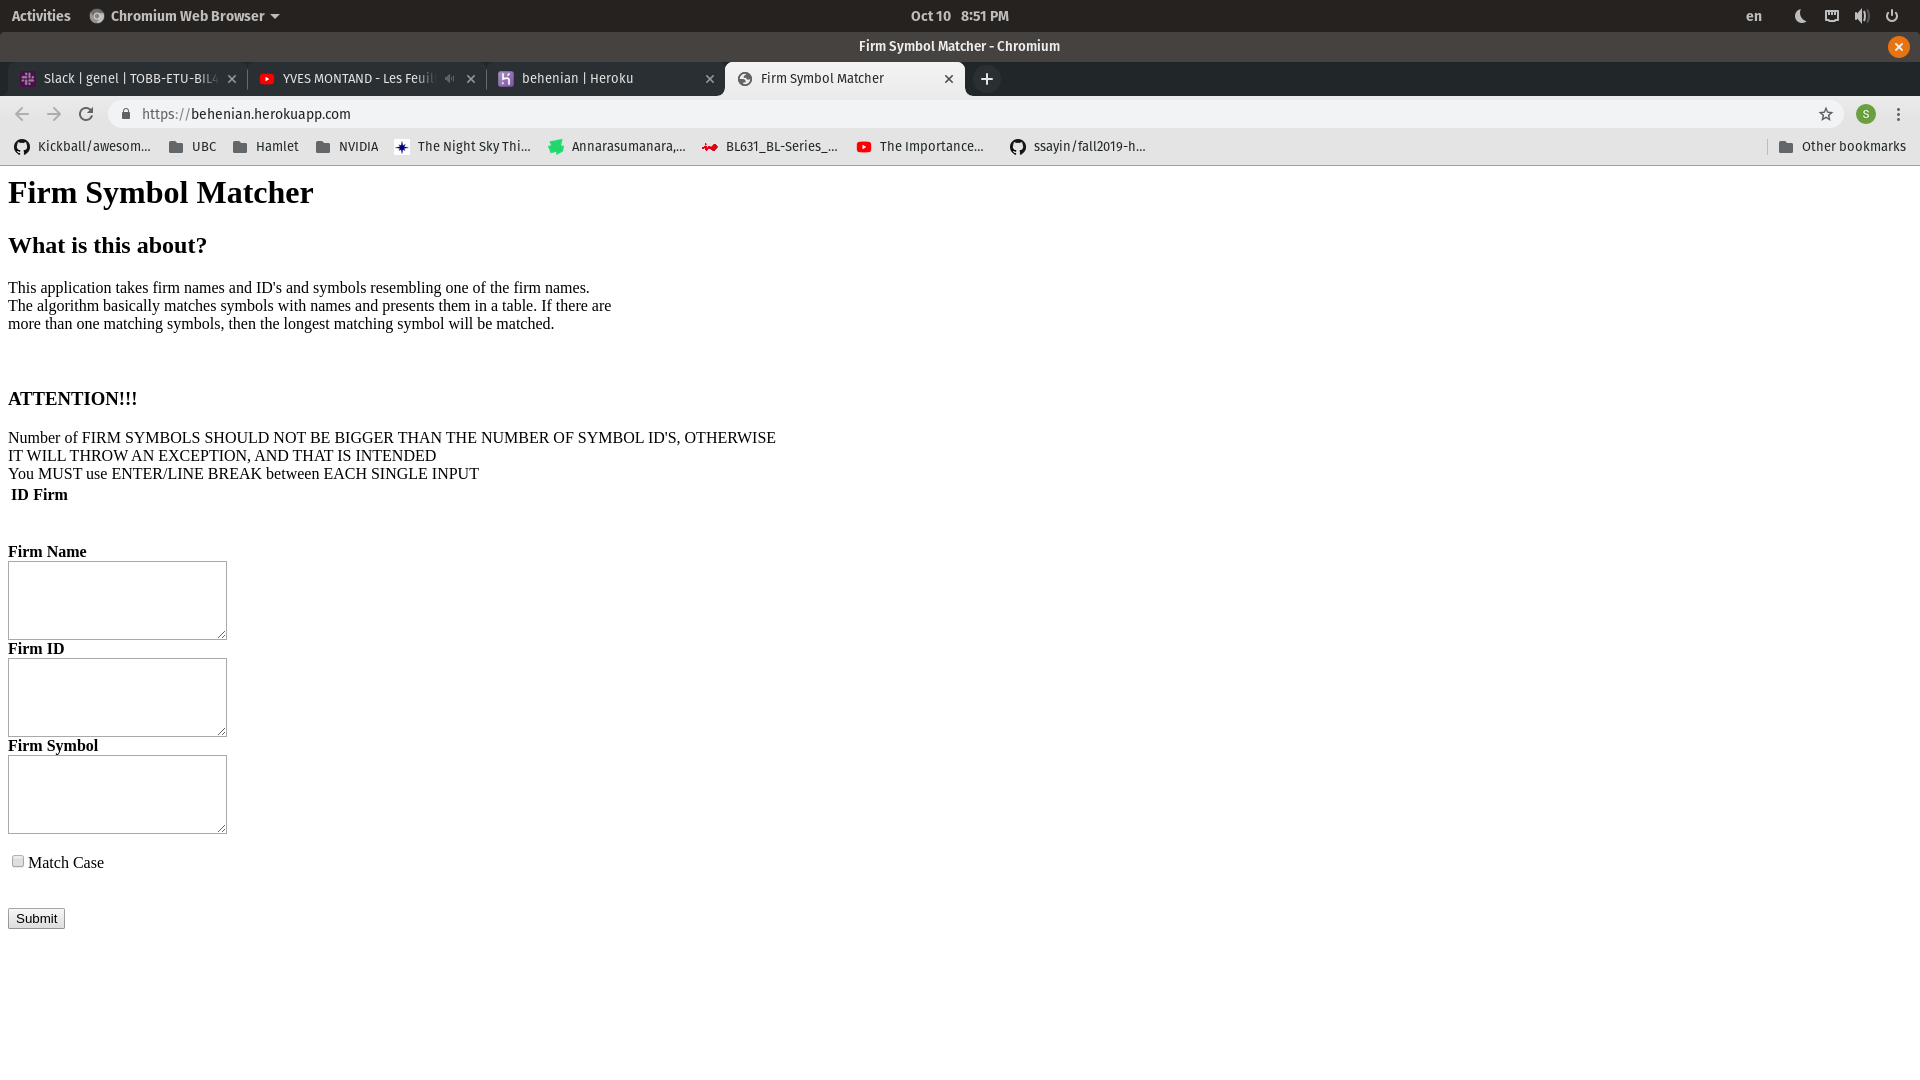 Activities Chromium Web Browser Oct 10 8:51 PM en
Firm Symbol Matcher - Chromium
Slack | genel | TOBB-ETU-BIL4 YVES MONTAND - Les Feuil behenian | Heroku Firm Symbol Matcher
https://behenian.herokuapp.com S
Kickball/awesom... UBC Hamlet NVIDIA The Night Sky Thi... Annarasumanara,... BL631_BL-Series_... The Importance... ssayin/fall2019-h... Other bookmarks
Firm Symbol Matcher
What is this about?
This application takes firm names and ID's and symbols resembling one of the firm names.
The algorithm basically matches symbols with names and presents them in a table. If there are
more than one matching symbols, then the longest matching symbol will be matched.
ATTENTION!!!
Number of FIRM SYMBOLS SHOULD NOT BE BIGGER THAN THE NUMBER OF SYMBOL ID'S, OTHERWISE
IT WILL THROW AN EXCEPTION, AND THAT IS INTENDED
You MUST use ENTER/LINE BREAK between EACH SINGLE INPUT
ID Firm
Firm Name
Firm ID
Firm Symbol
Match Case
Submit